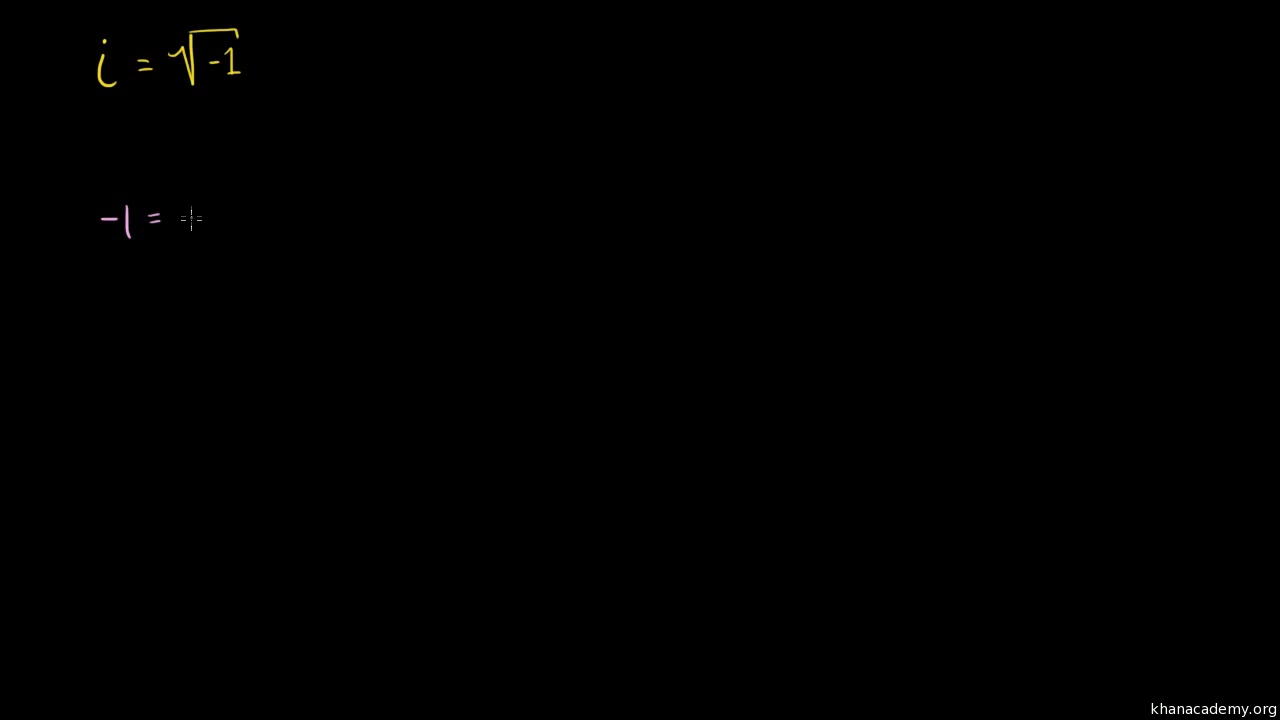 i = √-1
-1 =
khanacademy.org